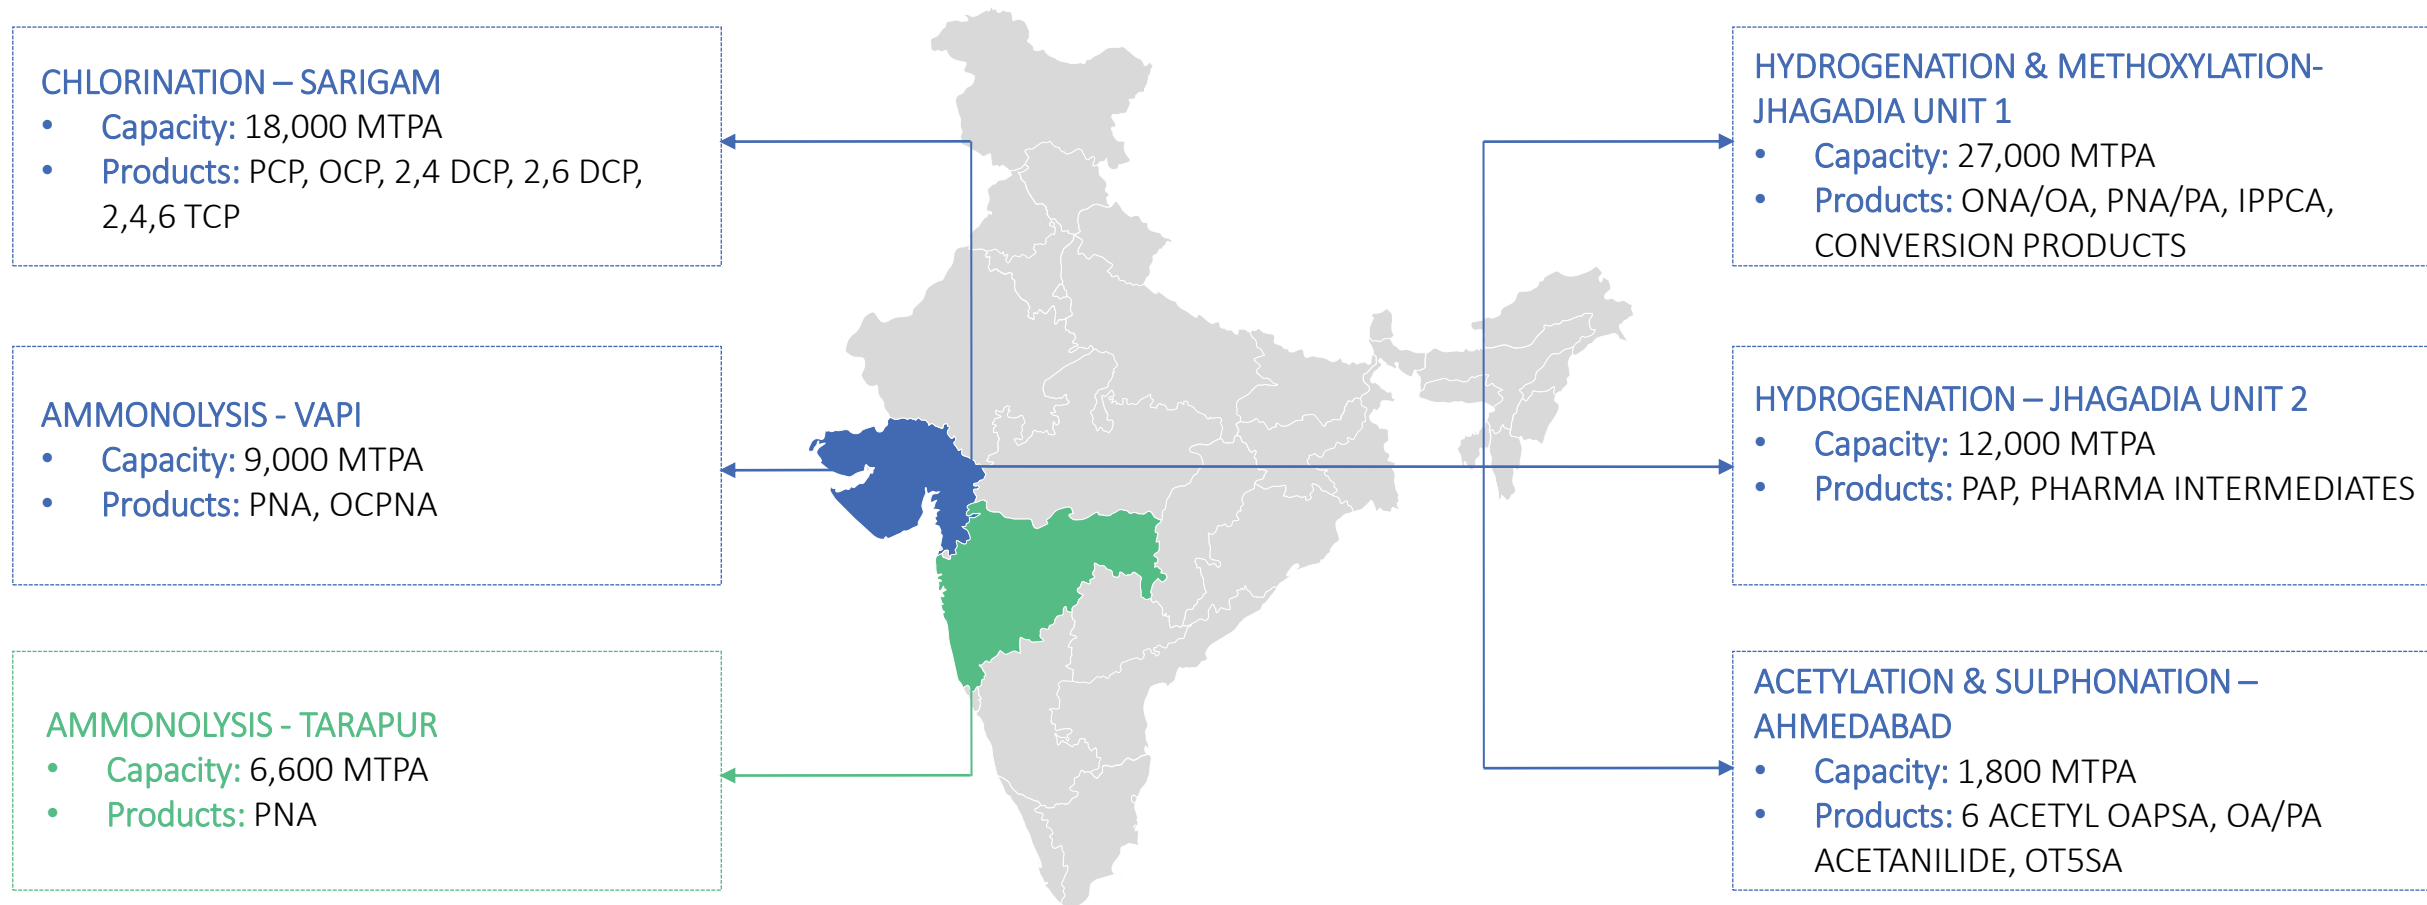 CHLORINATION – SARIGAM
• Capacity: 18,000 MTPA
• Products: PCP, OCP, 2,4 DCP, 2,6 DCP,
2,4,6 TCP
AMMONOLYSIS - VAPI
• Capacity: 9,000 MTPA
• Products: PNA, OCPNA
AMMONOLYSIS - TARAPUR
• Capacity: 6,600 MTPA
• Products: PNA
HYDROGENATION & METHOXYLATION-
JHAGADIA UNIT 1
• Capacity: 27,000 MTPA
• Products: ONA/OA, PNA/PA, IPPCA,
CONVERSION PRODUCTS
HYDROGENATION – JHAGADIA UNIT 2
• Capacity: 12,000 MTPA
• Products: PAP, PHARMA INTERMEDIATES
ACETYLATION & SULPHONATION –
AHMEDABAD
• Capacity: 1,800 MTPA
• Products: 6 ACETYL OAPSA, OA/PA
ACETANILIDE, OT5SA